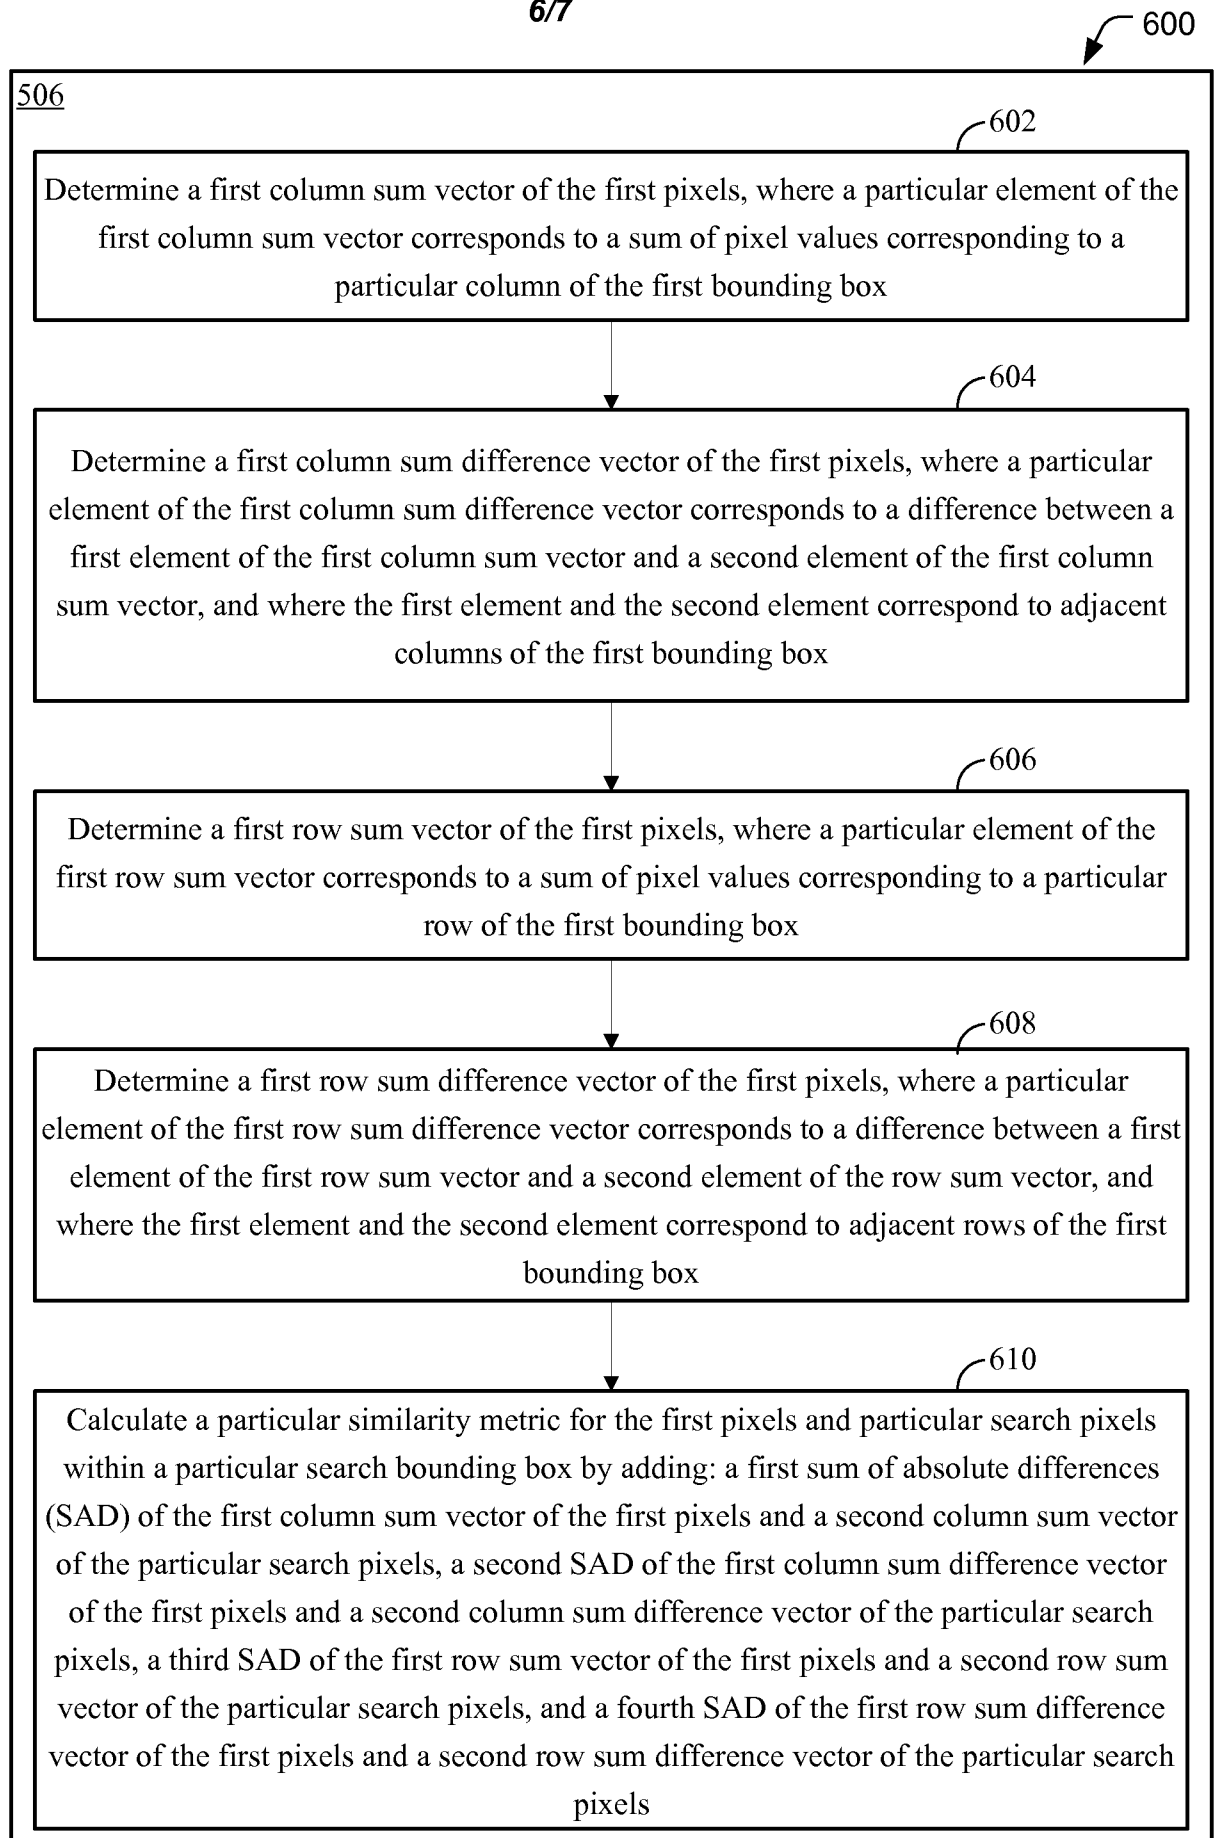 6/7
600
506
602
Determine a first column sum vector of the first pixels, where a particular element of the
first column sum vector corresponds to a sum of pixel values corresponding to a
particular column of the first bounding box
604
Determine a first column sum difference vector of the first pixels, where a particular
element of the first column sum difference vector corresponds to a difference between a
first element of the first column sum vector and a second element of the first column
sum vector, and where the first element and the second element correspond to adjacent
columns of the first bounding box
606
Determine a first row sum vector of the first pixels, where a particular element of the
first row sum vector corresponds to a sum of pixel values corresponding to a particular
row of the first bounding box
608
Determine a first row sum difference vector of the first pixels, where a particular
element of the first row sum difference vector corresponds to a difference between a first
element of the first row sum vector and a second element of the row sum vector, and
where the first element and the second element correspond to adjacent rows of the first
bounding box
610
Calculate a particular similarity metric for the first pixels and particular search pixels
within a particular search bounding box by adding: a first sum of absolute differences
(SAD) of the first column sum vector of the first pixels and a second column sum vector
of the particular search pixels, a second SAD of the first column sum difference vector
of the first pixels and a second column sum difference vector of the particular search
pixels, a third SAD of the first row sum vector of the first pixels and a second row sum
vector of the particular search pixels, and a fourth SAD of the first row sum difference
vector of the first pixels and a second row sum difference vector of the particular search
pixels